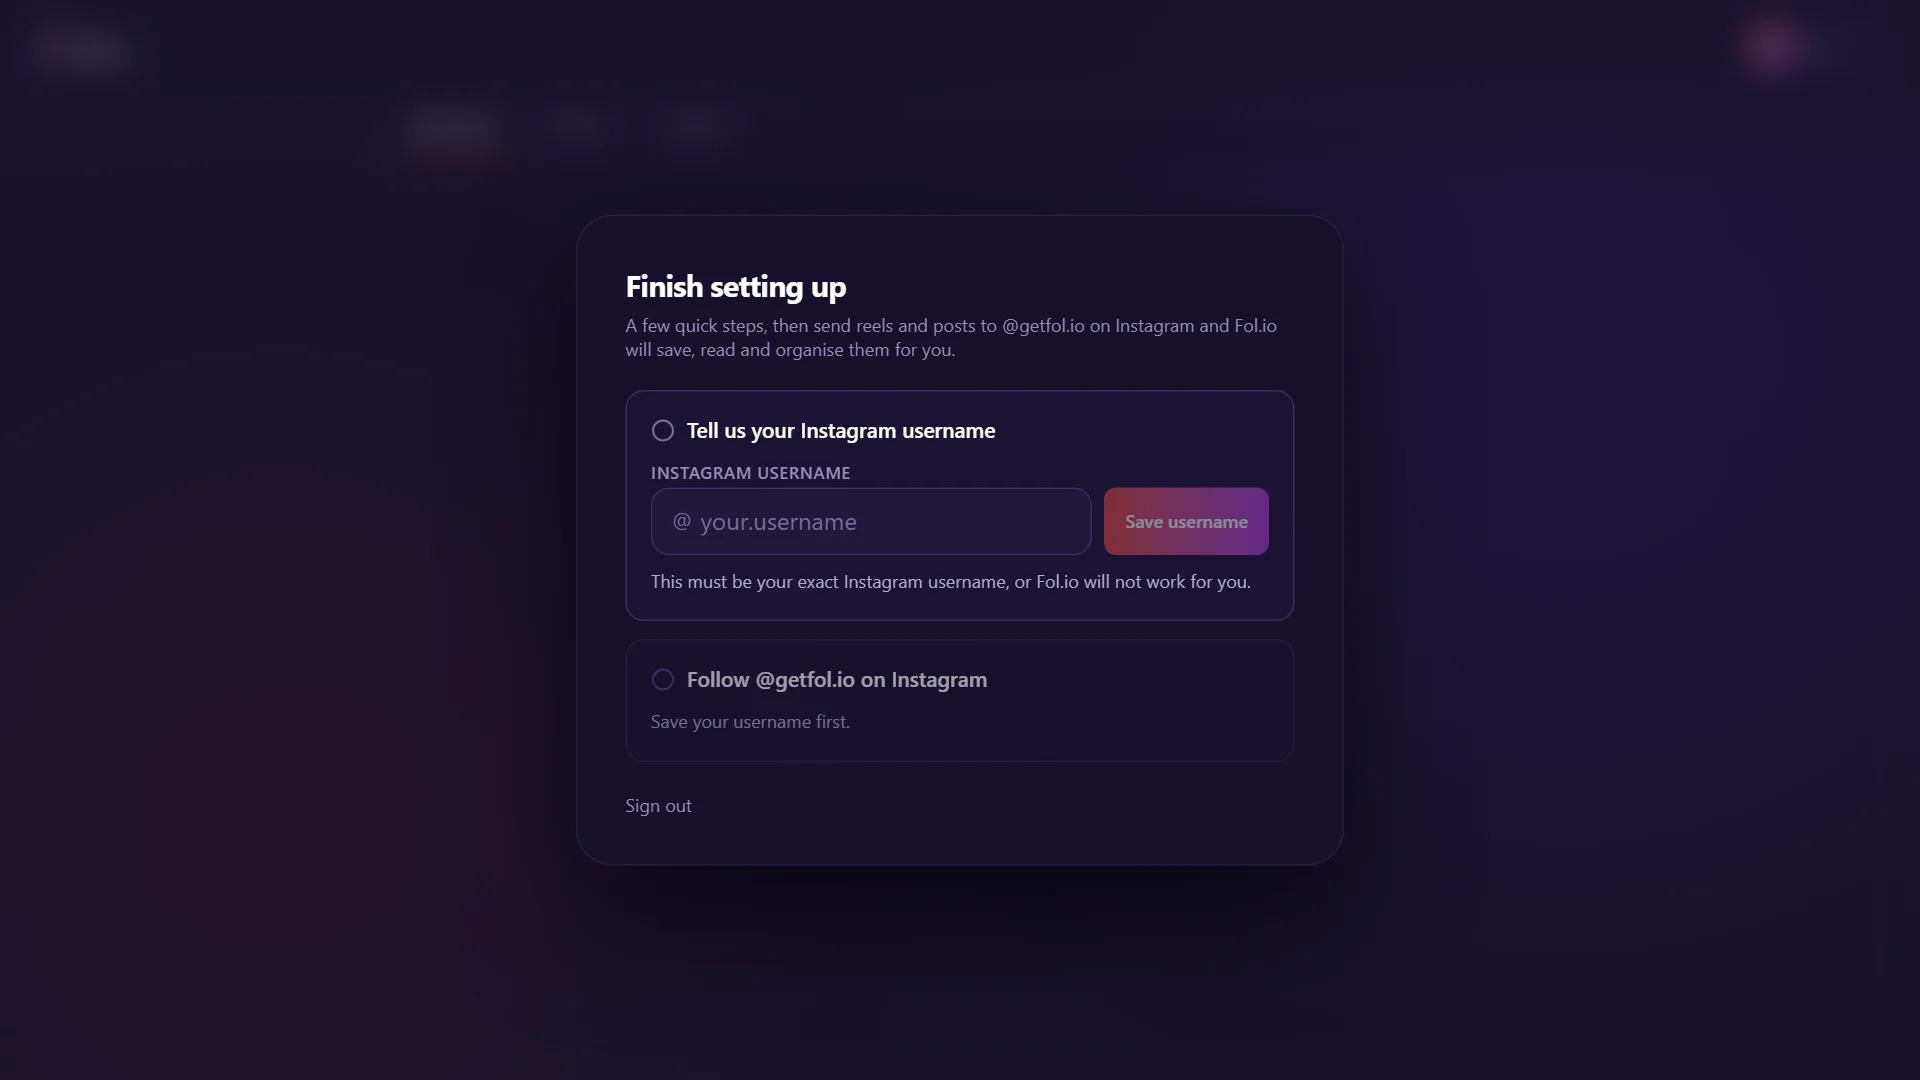 Finish setting up
A few quick steps, then send reels and posts to @getfol.io on Instagram and Fol.io
will save, read and organise them for you.
Tell us your Instagram username
INSTAGRAM USERNAME
@ your.username
Save username
This must be your exact Instagram username, or Fol.io will not work for you.
Follow @getfol.io on Instagram
Save your username first.
Sign out